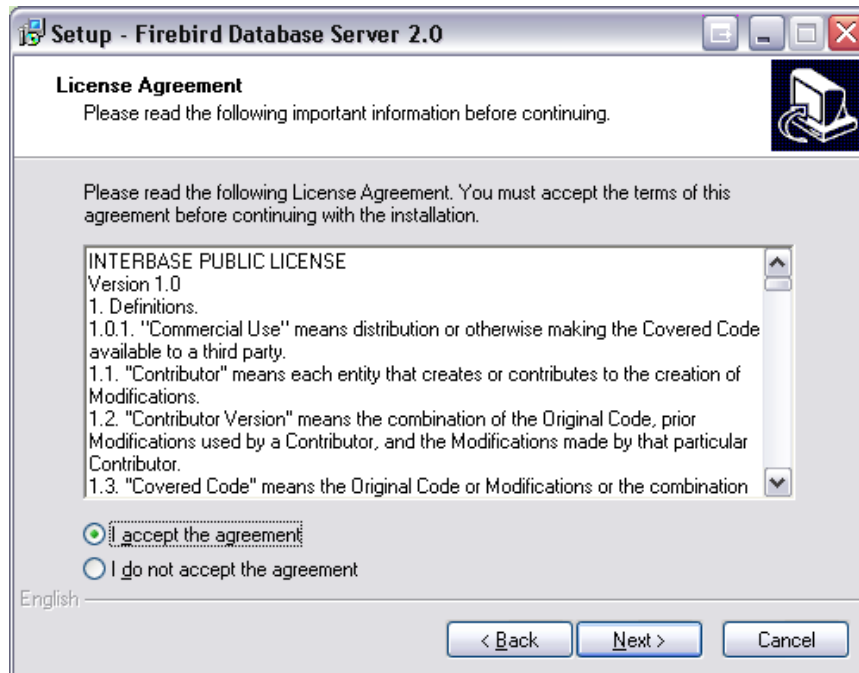 Setup - Firebird Database Server 2.0
License Agreement
Please read the following important information before continuing.
Please read the following License Agreement. You must accept the terms of this
agreement before continuing with the installation.
INTERBASE PUBLIC LICENSE
Version 1.0
1. Definitions.
1.0.1. "Commercial Use" means distribution or otherwise making the Covered Code
available to a third party.
1.1. "Contributor" means each entity that creates or contributes to the creation of
Modifications.
1.2. "Contributor Version" means the combination of the Original Code, prior
Modifications used by a Contributor, and the Modifications made by that particular
Contributor.
1.3. "Covered Code" means the Original Code or Modifications or the combination
I accept the agreement
I do not accept the agreement
English
< Back Next > Cancel